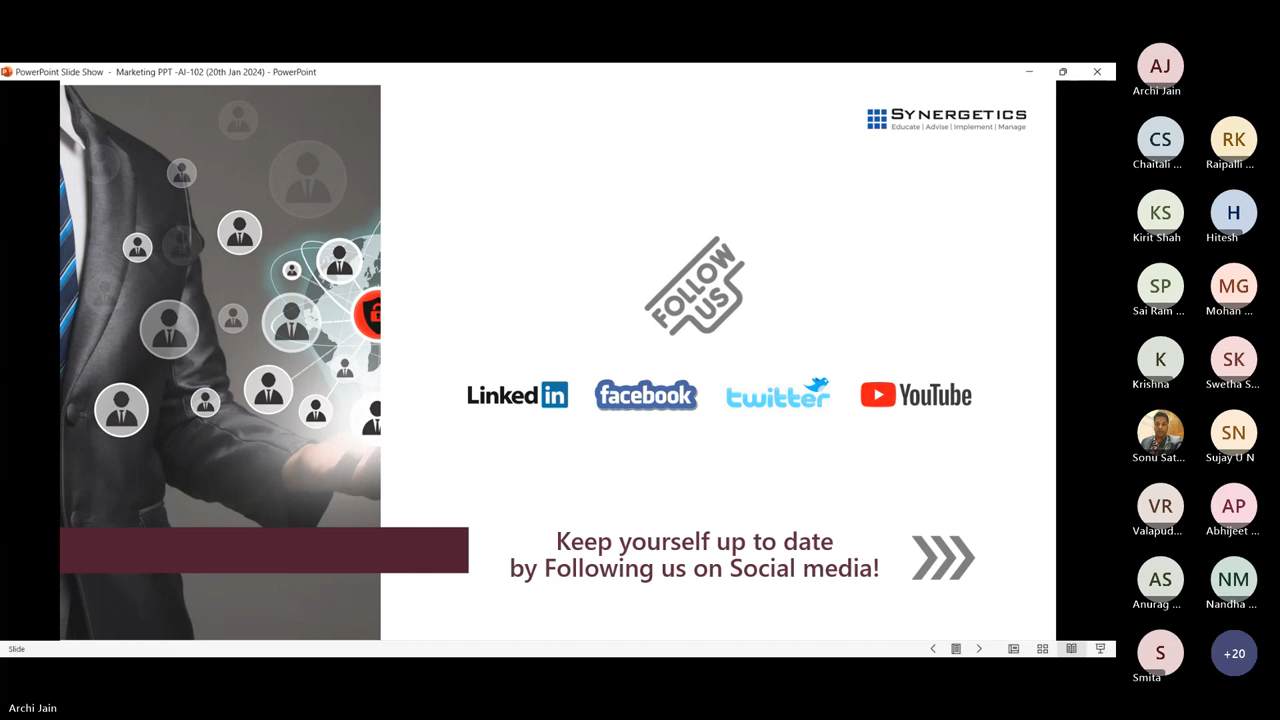 PowerPoint Slide Show - Marketing PPT -AI-102 (20th Jan 2024) - PowerPoint
SYNERGETICS
Educate | Advise | Implement | Manage
FOLLOW
US
Linked in
facebook
twitter
YouTube
Keep yourself up to date
by Following us on Social media!
Slide
Archi Jain
AJ
Archi Jain
CS
Chaitali ...
RK
Raipalli ...
KS
Kirit Shah
H
Hitesh
SP
Sai Ram ...
MG
Mohan ...
K
Krishna
SK
Swetha S...
Sonu Sat...
SN
Sujay U N
VR
Valapud...
AP
Abhijeet ...
AS
Anurag ...
NM
Nandha ...
S
Smita
+20